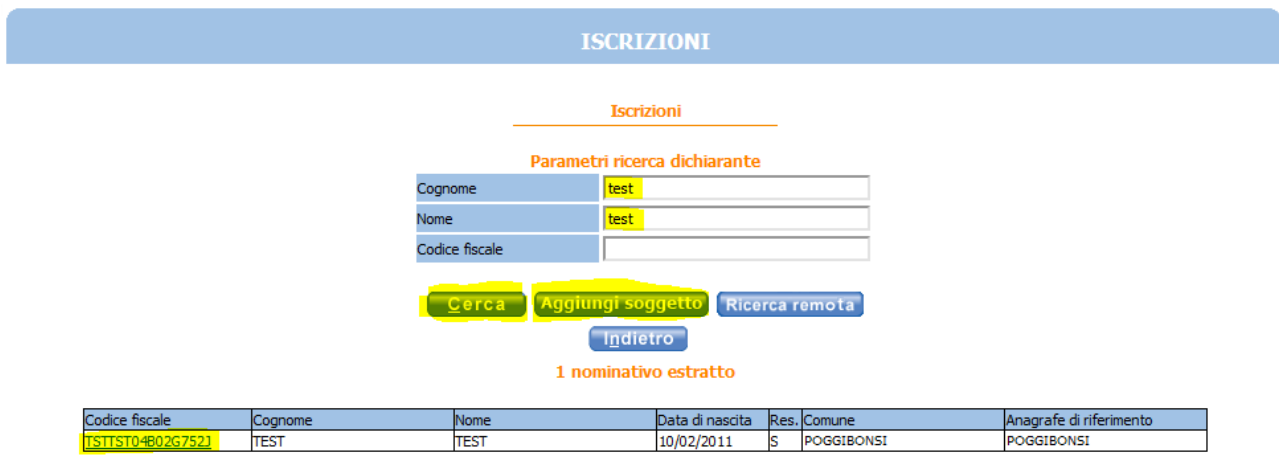 ISCRIZIONI
Iscrizioni
Parametri ricerca dichiarante
Cognome test
Nome test
Codice fiscale
Cerca Aggiungi soggetto Ricerca remota
Indietro
1 nominativo estratto
Codice fiscale Cognome Nome Data di nascita Res. Comune Anagrafe di riferimento
TSTTST04B02G752J TEST TEST 10/02/2011 S POGGIBONSI POGGIBONSI